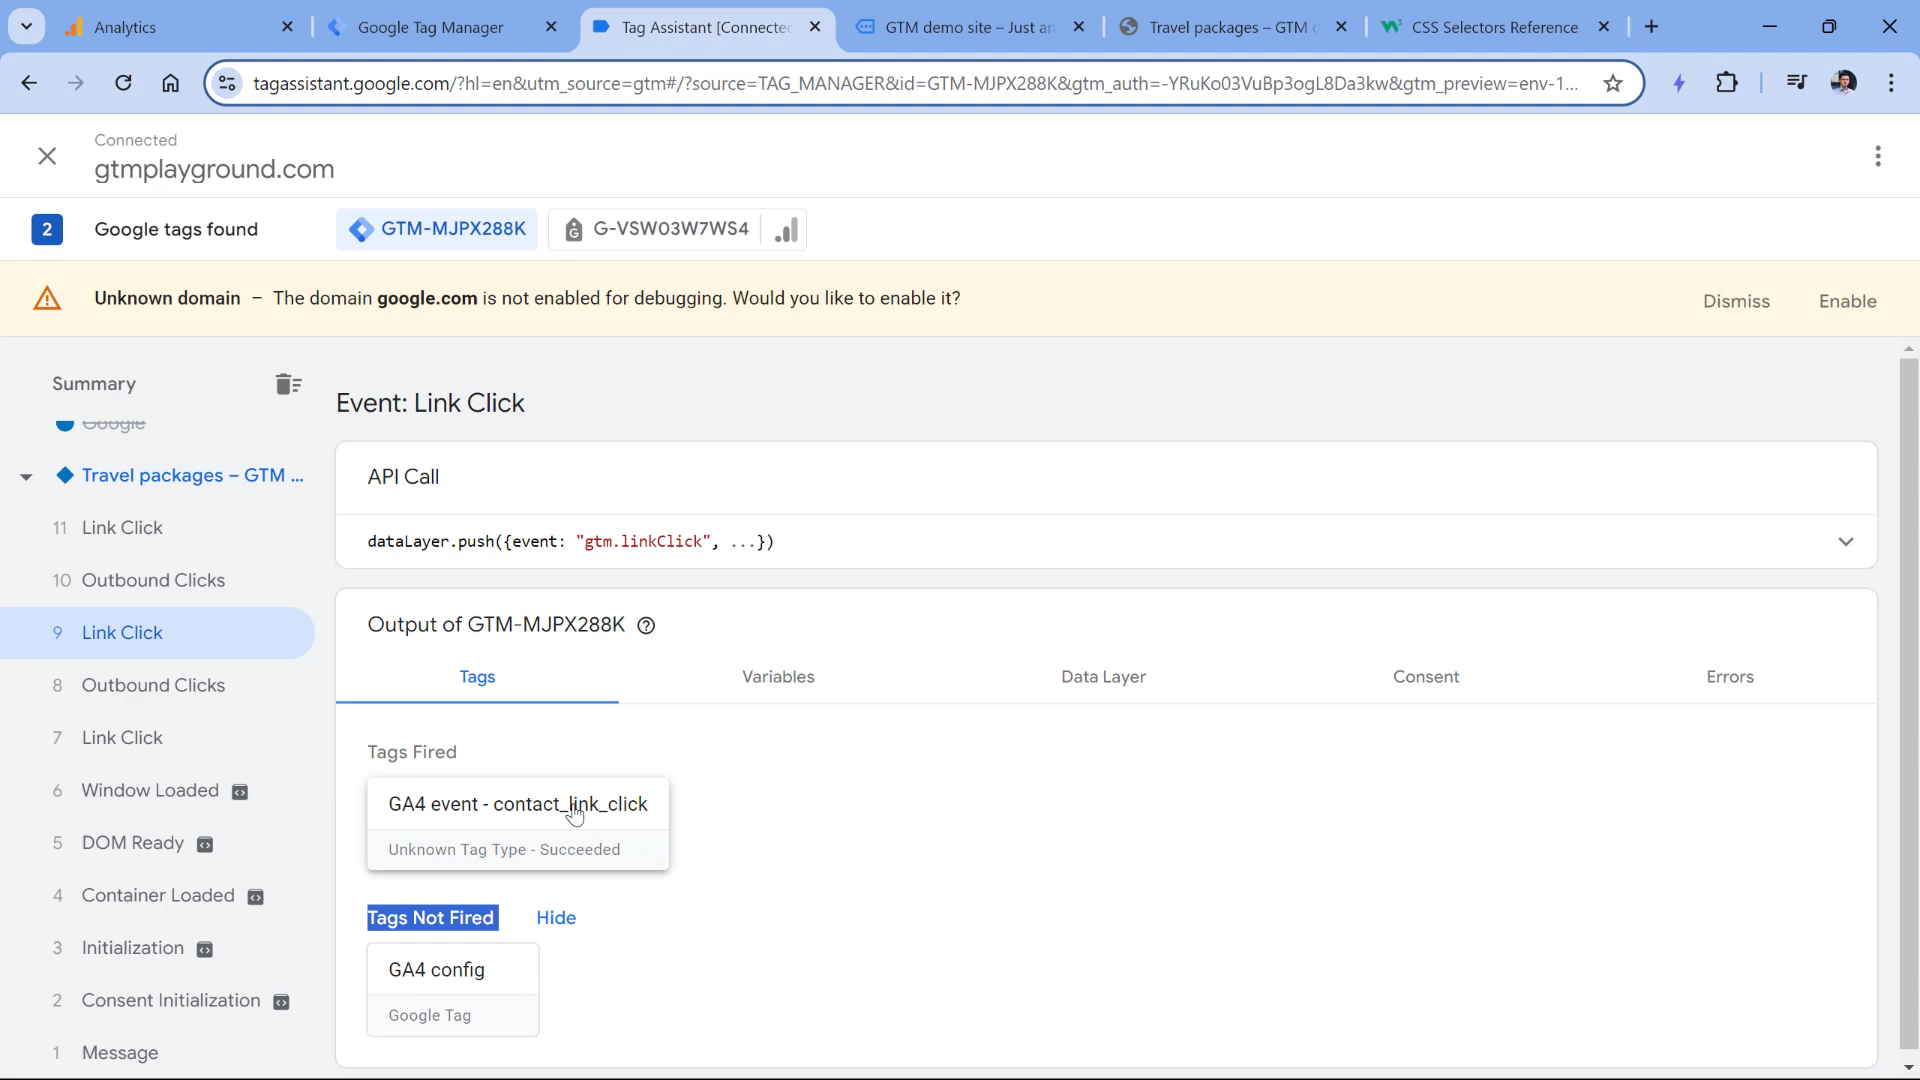 Analytics
Google Tag Manager
Tag Assistant [Connected
GTM demo site – Just an
Travel packages – GTM
CSS Selectors Reference
tagassistant.google.com/?hl=en&utm_source=gtm#/?source=TAG_MANAGER&id=GTM-MJPX288K&gtm_auth=-YRuKo03VuBp3ogL8Da3kw&gtm_preview=env-1...
Connected
gtmplayground.com
2 Google tags found
GTM-MJPX288K
G-VSW03W7WS4
Unknown domain – The domain google.com is not enabled for debugging. Would you like to enable it?
Dismiss
Enable
Summary
Google
Travel packages – GTM ...
11 Link Click
10 Outbound Clicks
9 Link Click
8 Outbound Clicks
7 Link Click
6 Window Loaded
5 DOM Ready
4 Container Loaded
3 Initialization
2 Consent Initialization
1 Message
Event: Link Click
API Call
dataLayer.push({event: "gtm.linkClick", ...})
Output of GTM-MJPX288K
Tags
Variables
Data Layer
Consent
Errors
Tags Fired
GA4 event - contact_link_click
Unknown Tag Type - Succeeded
Tags Not Fired Hide
GA4 config
Google Tag